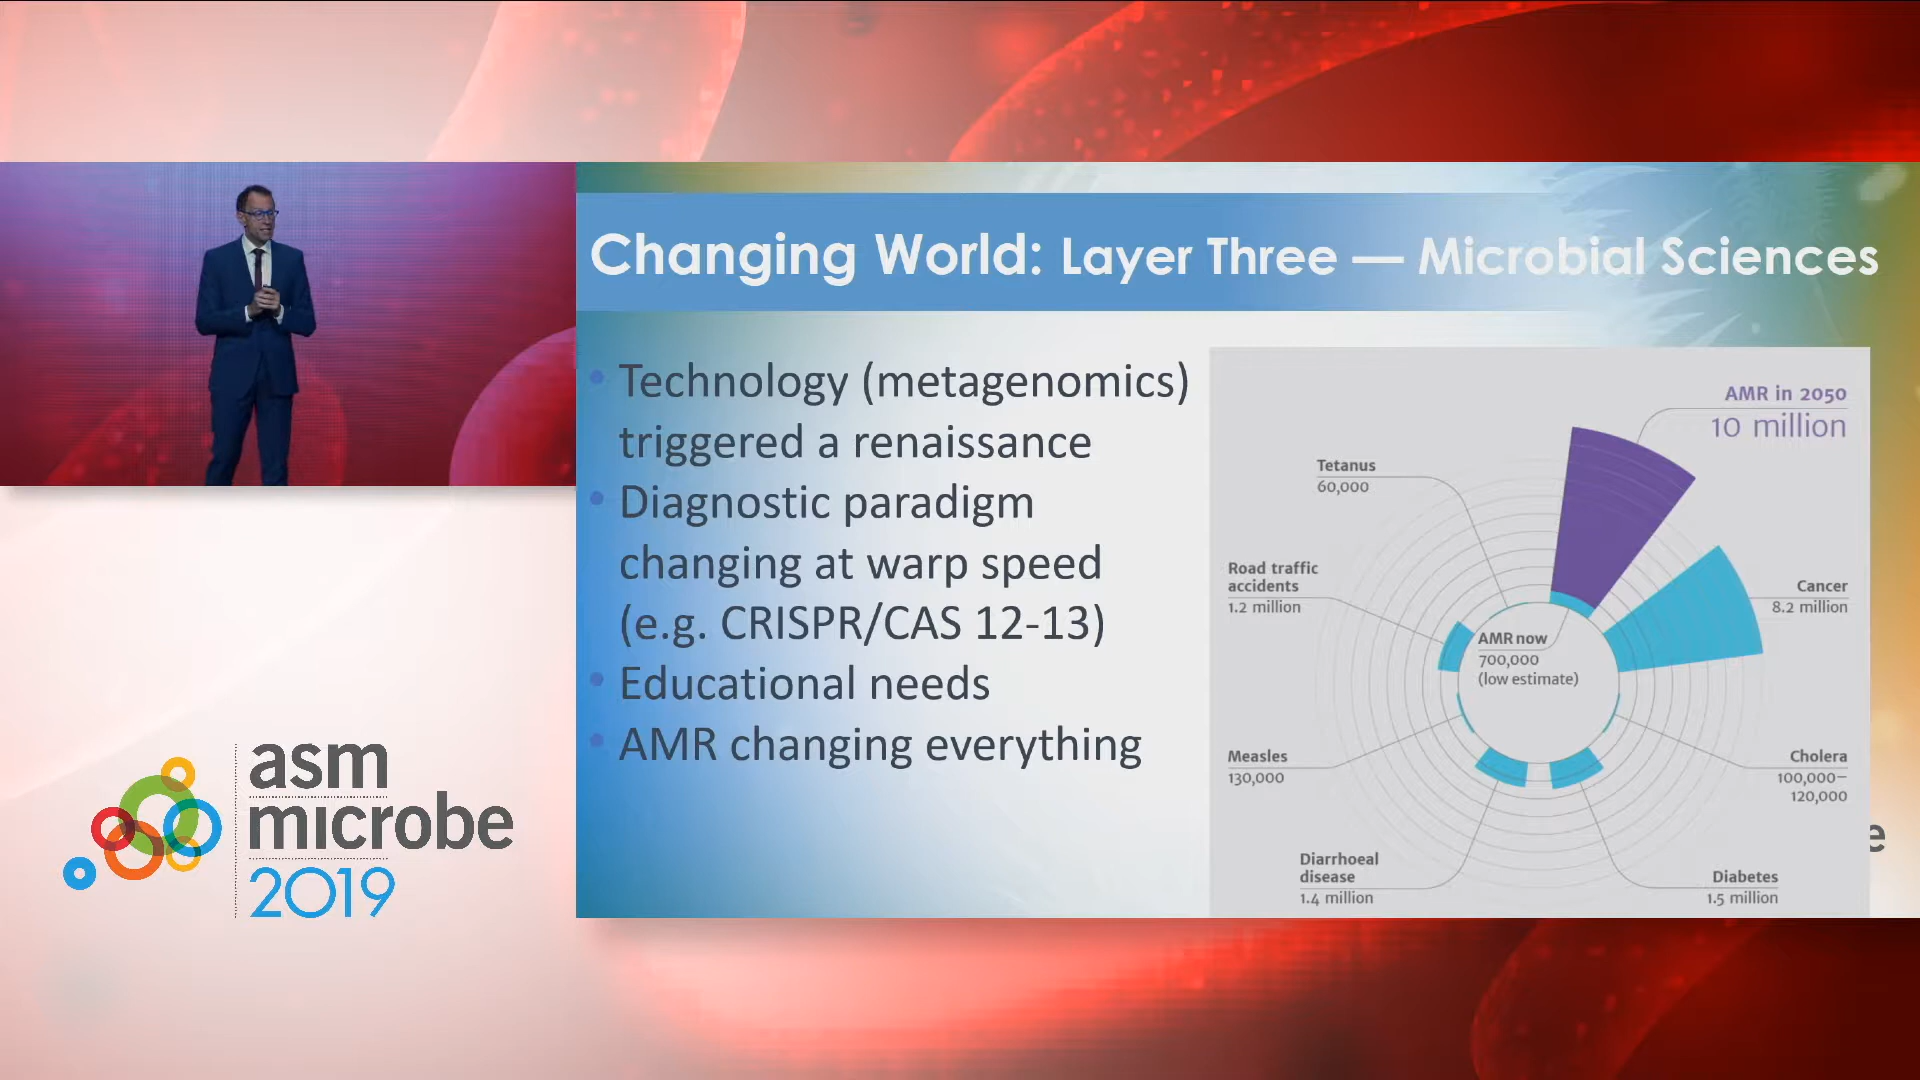 Changing World: Layer Three — Microbial Sciences
• Technology (metagenomics)
triggered a renaissance
• Diagnostic paradigm
changing at warp speed
(e.g. CRISPR/CAS 12-13)
• Educational needs
• AMR changing everything
AMR in 2050
10 million
Tetanus
60,000
Road traffic
accidents
1.2 million
Cancer
8.2 million
AMR now
700,000
(low estimate)
Measles
130,000
Cholera
100,000–
120,000
Diarrhoeal
disease
1.4 million
Diabetes
1.5 million
e
asm
microbe
2019